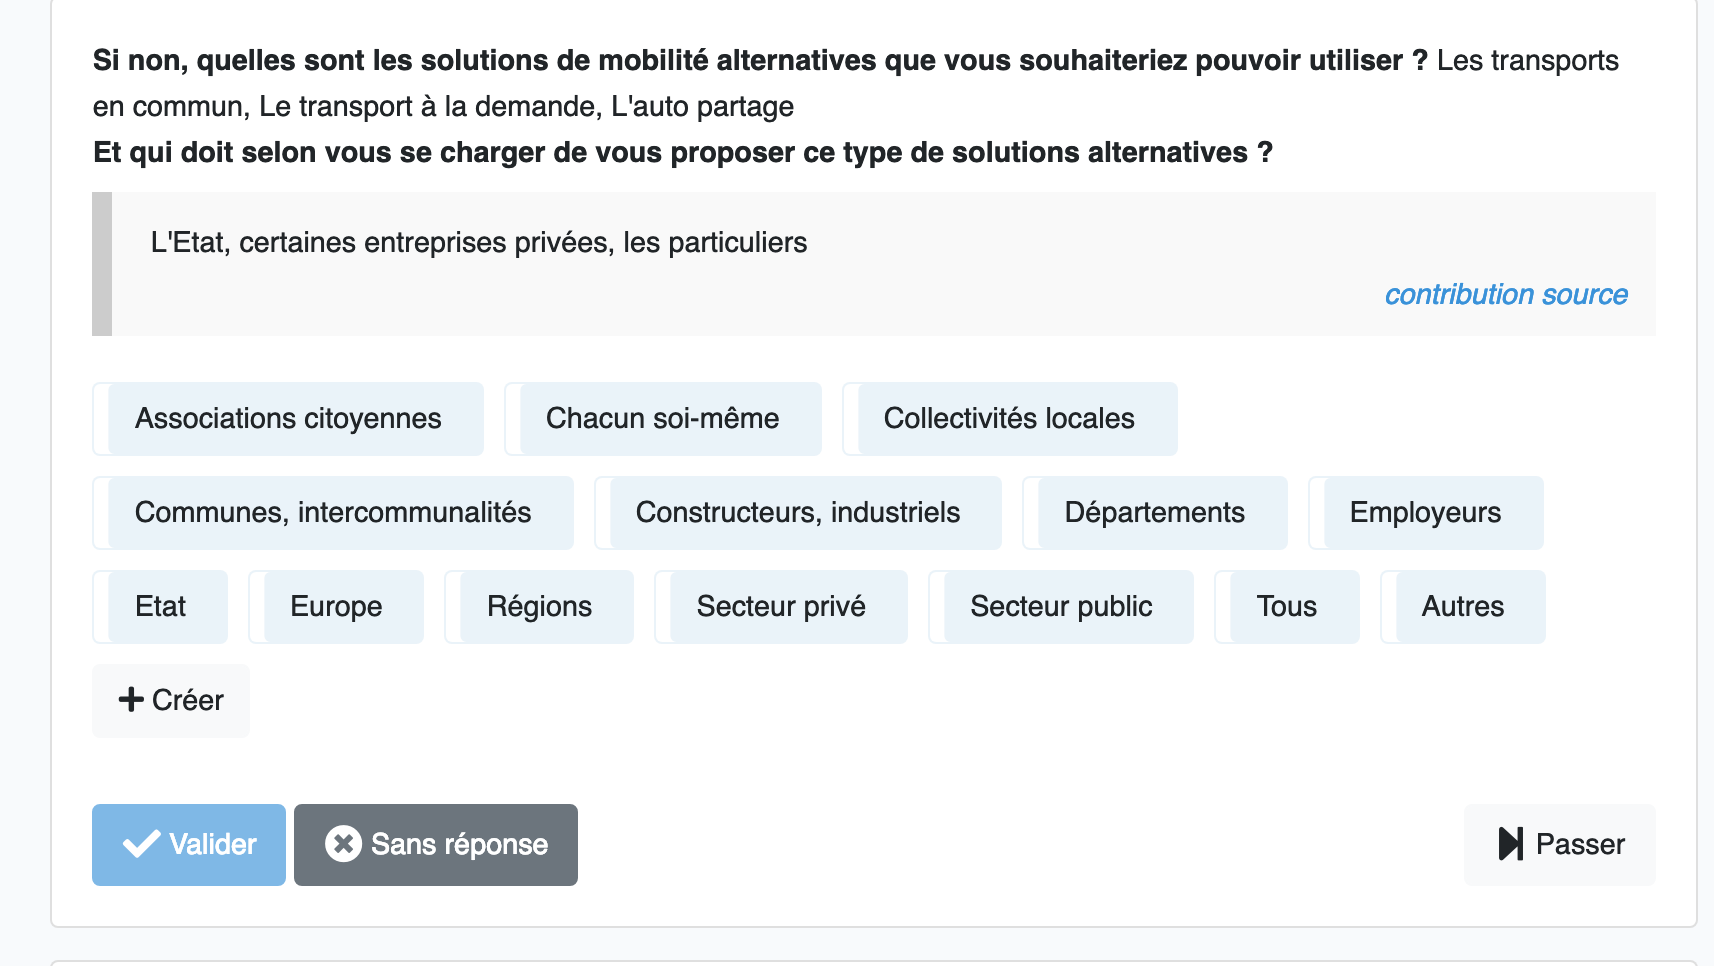 Si non, quelles sont les solutions de mobilité alternatives que vous souhaiteriez pouvoir utiliser ? Les transports
en commun, Le transport à la demande, L'auto partage
Et qui doit selon vous se charger de vous proposer ce type de solutions alternatives ?
L'Etat, certaines entreprises privées, les particuliers
contribution source
Associations citoyennes Chacun soi-même Collectivités locales
Communes, intercommunalités Constructeurs, industriels Départements Employeurs
Etat Europe Régions Secteur privé Secteur public Tous Autres
Créer
Valider Sans réponse Passer